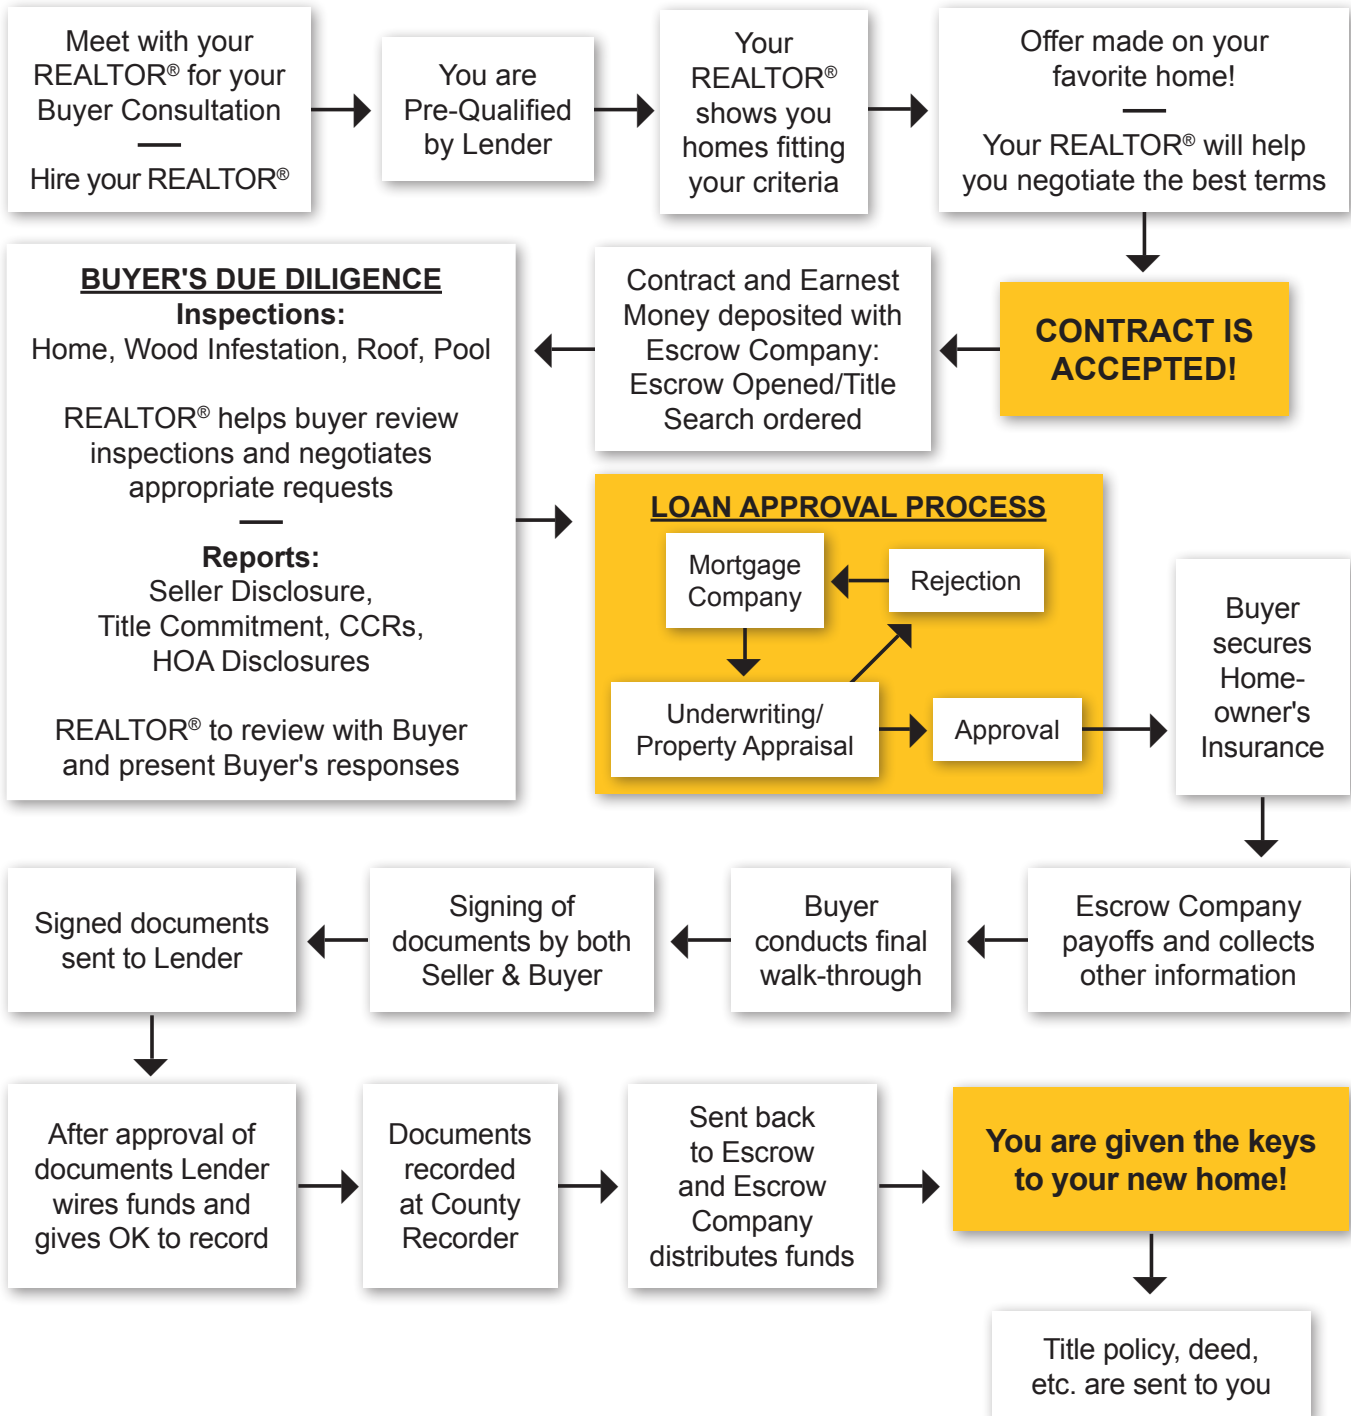 Meet with your
REALTOR® for your
Buyer Consultation
Hire your REALTOR®
You are
Pre-Qualified
by Lender
Your
REALTOR®
shows you
homes fitting
your criteria
Offer made on your
favorite home!
Your REALTOR® will help
you negotiate the best terms
CONTRACT IS
ACCEPTED!
Contract and Earnest
Money deposited with
Escrow Company:
Escrow Opened/Title
Search ordered
BUYER'S DUE DILIGENCE
Inspections:
Home, Wood Infestation, Roof, Pool
REALTOR® helps buyer review
inspections and negotiates
appropriate requests
Reports:
Seller Disclosure,
Title Commitment, CCRs,
HOA Disclosures
REALTOR® to review with Buyer
and present Buyer's responses
LOAN APPROVAL PROCESS
Mortgage
Company
Rejection
Underwriting/
Property Appraisal
Approval
Buyer
secures
Home-
owner's
Insurance
Escrow Company
payoffs and collects
other information
Buyer
conducts final
walk-through
Signing of
documents by both
Seller & Buyer
Signed documents
sent to Lender
After approval of
documents Lender
wires funds and
gives OK to record
Documents
recorded
at County
Recorder
Sent back
to Escrow
and Escrow
Company
distributes funds
You are given the keys
to your new home!
Title policy, deed,
etc. are sent to you